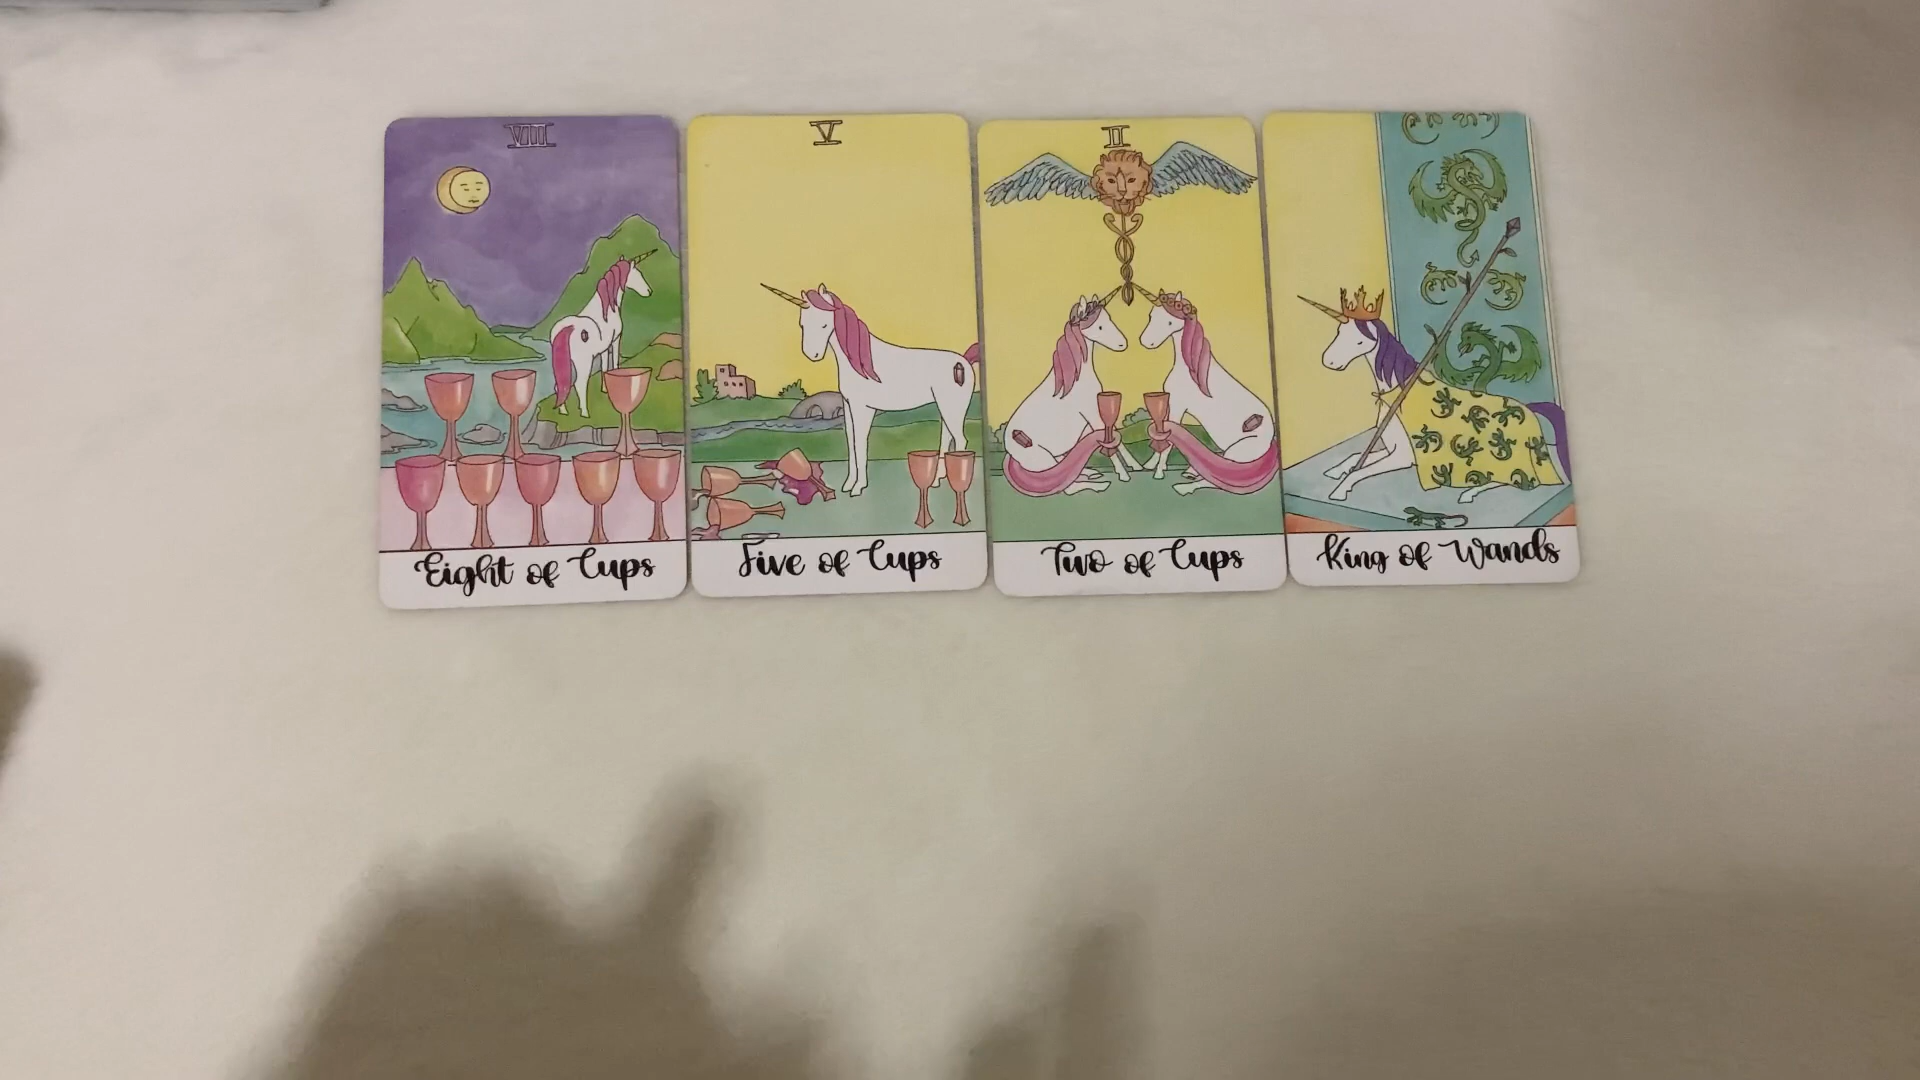 VIII
V
II
Eight of Cups
Five of Cups
Two of Cups
King of Wands